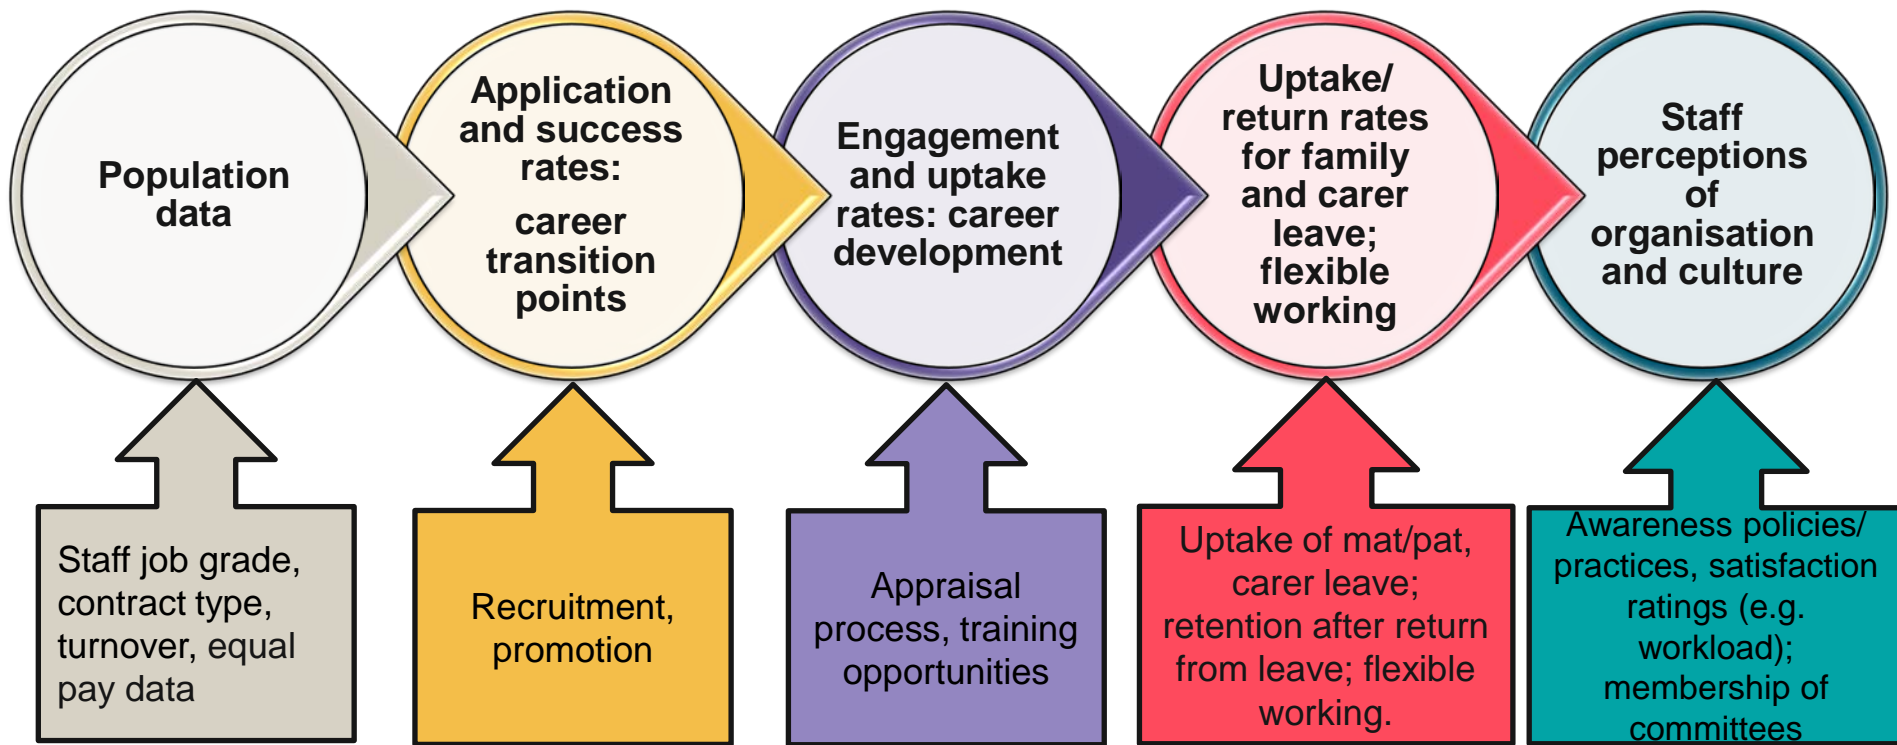 Population
data
Application
and success
rates:
career
transition
points
Engagement
and uptake
rates: career
development
Uptake/
return rates
for family
and carer
leave;
flexible
working
Staff
perceptions
of
organisation
and culture
Staff job grade,
contract type,
turnover, equal
pay data
Recruitment,
promotion
Appraisal
process, training
opportunities
Uptake of mat/pat,
carer leave;
retention after return
from leave; flexible
working.
Awareness policies/
practices, satisfaction
ratings (e.g.
workload);
membership of
committees